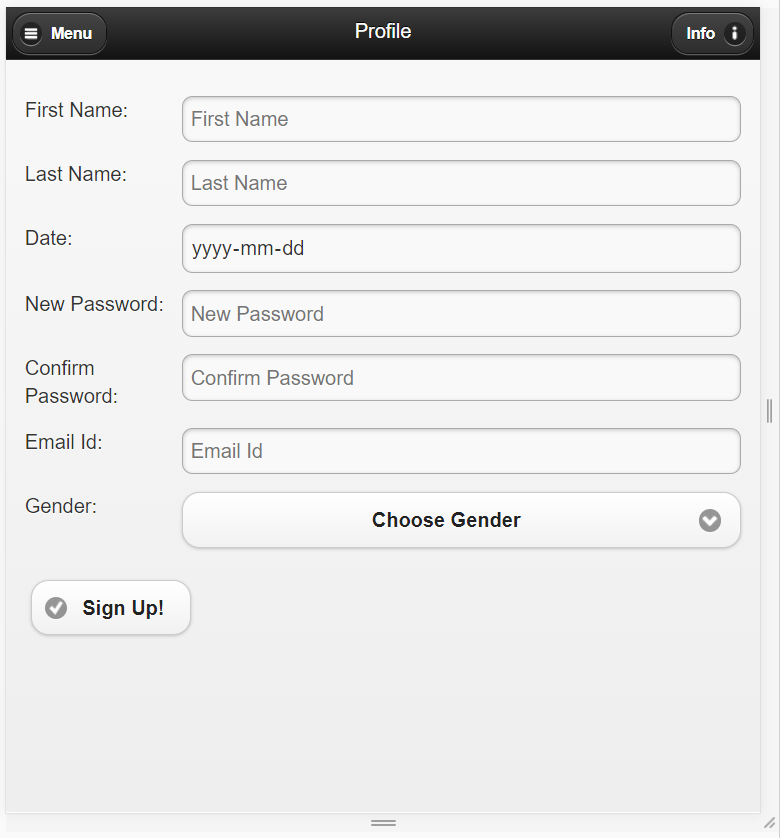 Menu
Profile
Info
First Name:
First Name
Last Name:
Last Name
Date:
yyyy-mm-dd
New Password:
New Password
Confirm
Password:
Confirm Password
Email Id:
Email Id
Gender:
Choose Gender
Sign Up!